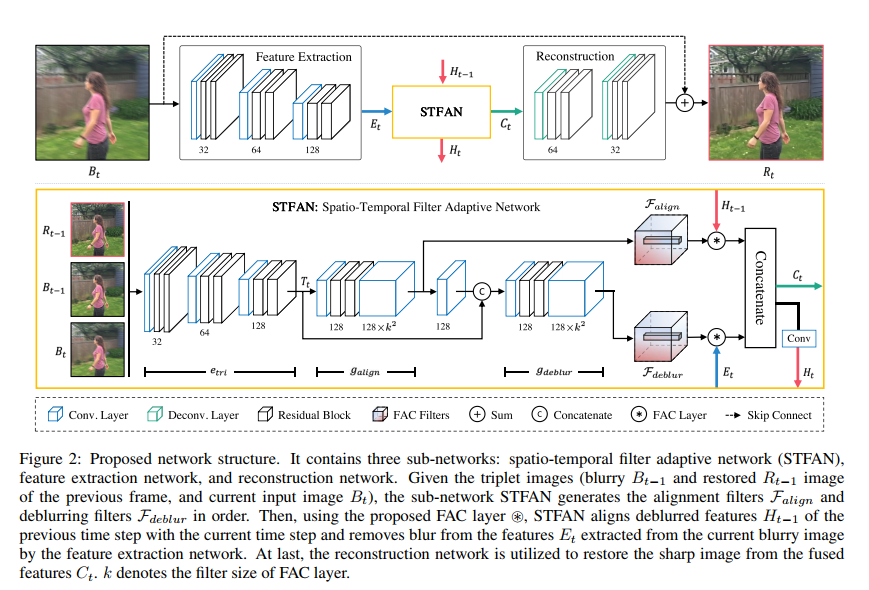 Feature Extraction
Reconstruction
H_{t-1}
STFAN
E_t
C_t
32
64
128
64
32
H_t
B_t
R_t
STFAN: Spatio-Temporal Filter Adaptive Network
R_{t-1}
B_{t-1}
B_t
32
64
128
T_t
128
128×k²
128
C
128
128×k²
F_{align}
H_{t-1}
Concatenate
C_t
Conv
F_{deblur}
E_t
H_t
e_{tri}
g_{align}
g_{deblur}
Conv. Layer
Deconv. Layer
Residual Block
FAC Filters
Sum
C
Concatenate
FAC Layer
Skip Connect
Figure 2: Proposed network structure. It contains three sub-networks: spatio-temporal filter adaptive network (STFAN),
feature extraction network, and reconstruction network. Given the triplet images (blurry B_{t−1} and restored R_{t−1} image
of the previous frame, and current input image B_t), the sub-network STFAN generates the alignment filters F_{align} and
deblurring filters F_{deblur} in order. Then, using the proposed FAC layer ⊛, STFAN aligns deblurred features H_{t−1} of the
previous time step with the current time step and removes blur from the features E_t extracted from the current blurry image
by the feature extraction network. At last, the reconstruction network is utilized to restore the sharp image from the fused
features C_t. k denotes the filter size of FAC layer.